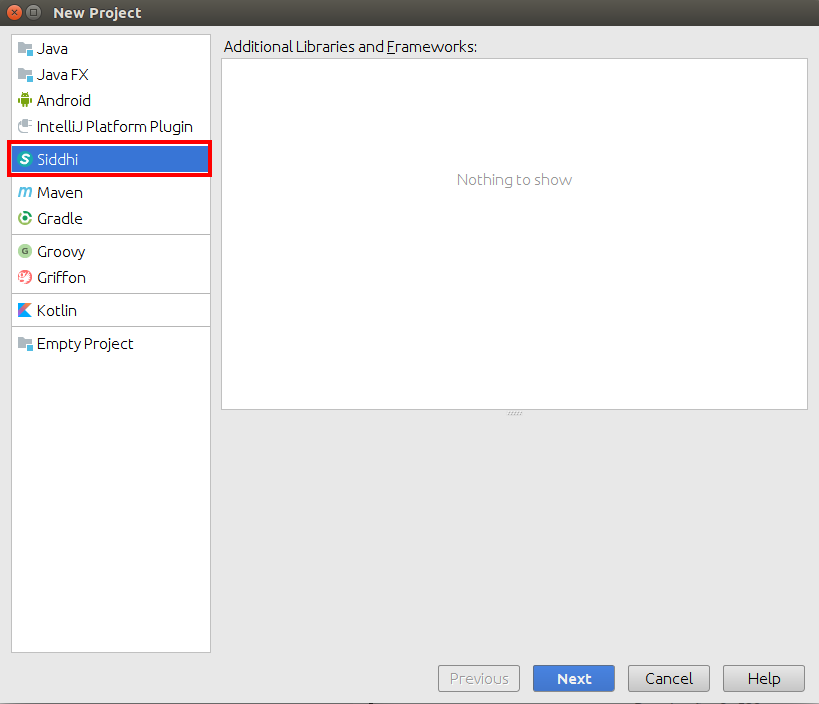 New Project
Java
Java FX
Android
IntelliJ Platform Plugin
Siddhi
Maven
Gradle
Groovy
Griffon
Kotlin
Empty Project
Additional Libraries and Frameworks:
Nothing to show
Previous
Next
Cancel
Help